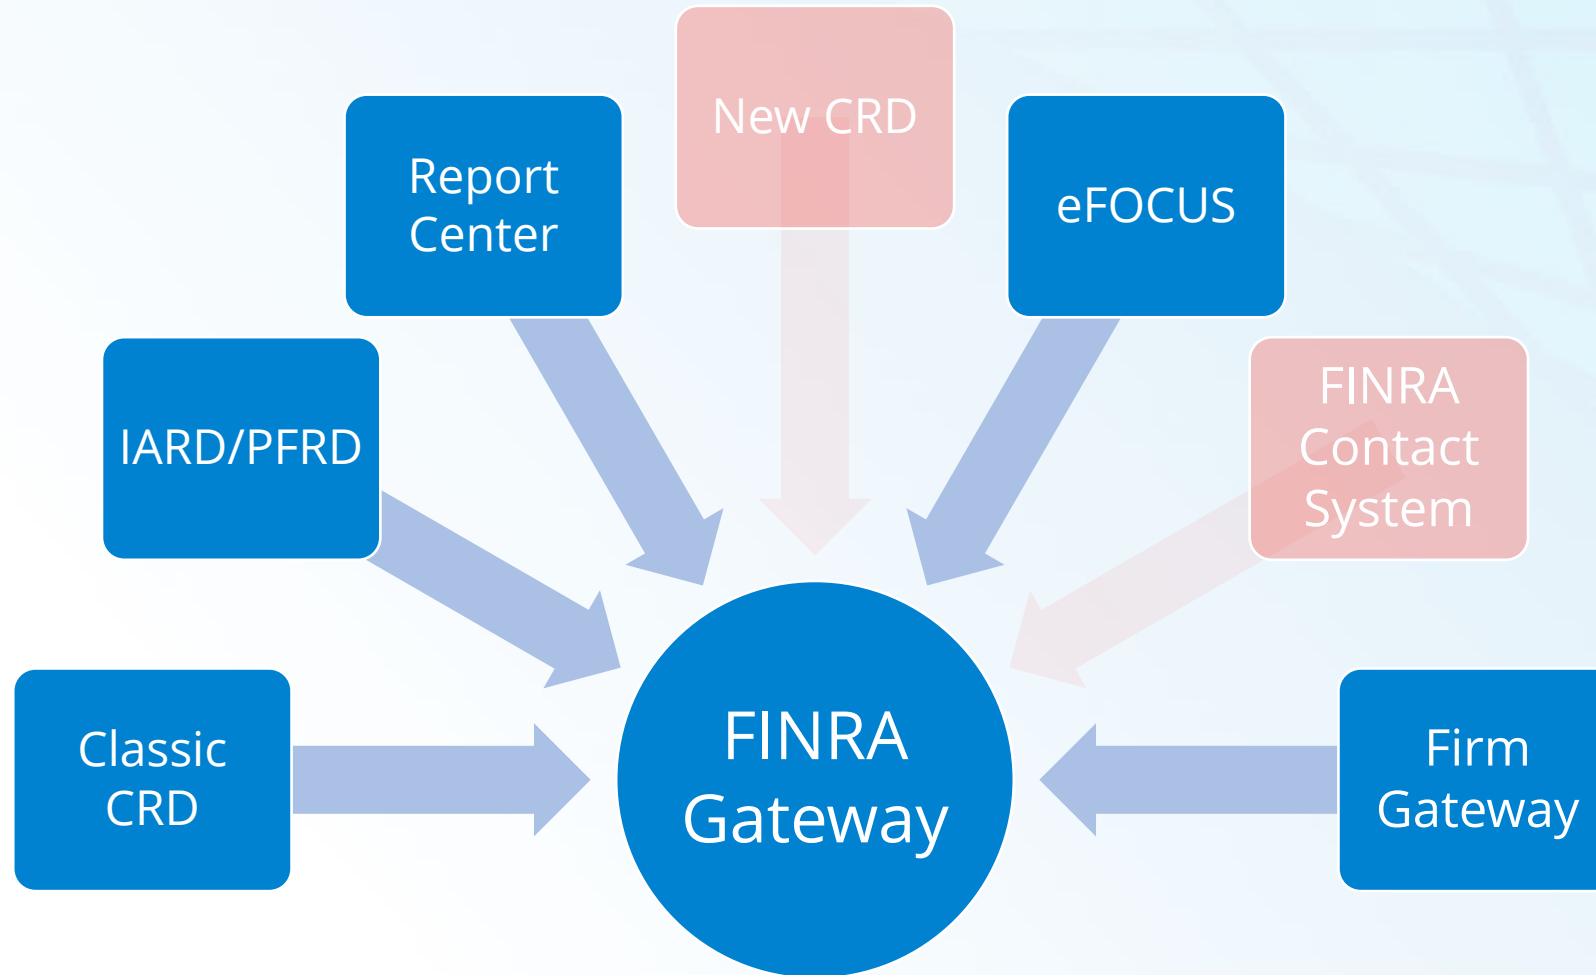 New CRD
Report
Center
eFOCUS
IARD/PFRD
FINRA
Contact
System
Classic
CRD
FINRA
Gateway
Firm
Gateway